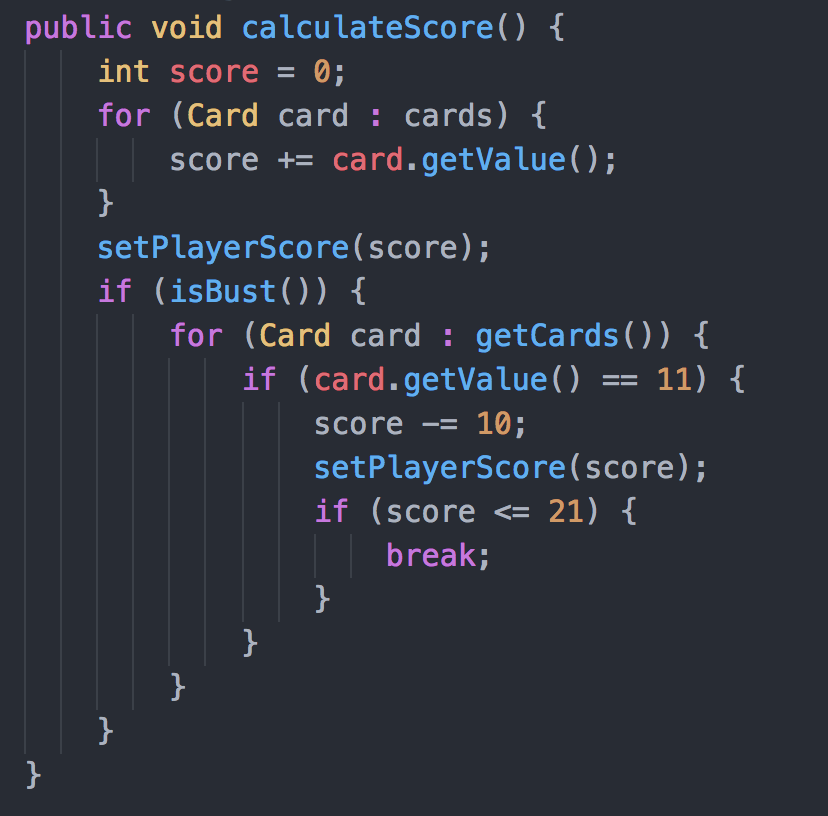 public void calculateScore() {
    int score = 0;
    for (Card card : cards) {
        score += card.getValue();
    }
    setPlayerScore(score);
    if (isBust()) {
        for (Card card : getCards()) {
            if (card.getValue() == 11) {
                score -= 10;
                setPlayerScore(score);
                if (score <= 21) {
                    break;
                }
            }
        }
    }
}